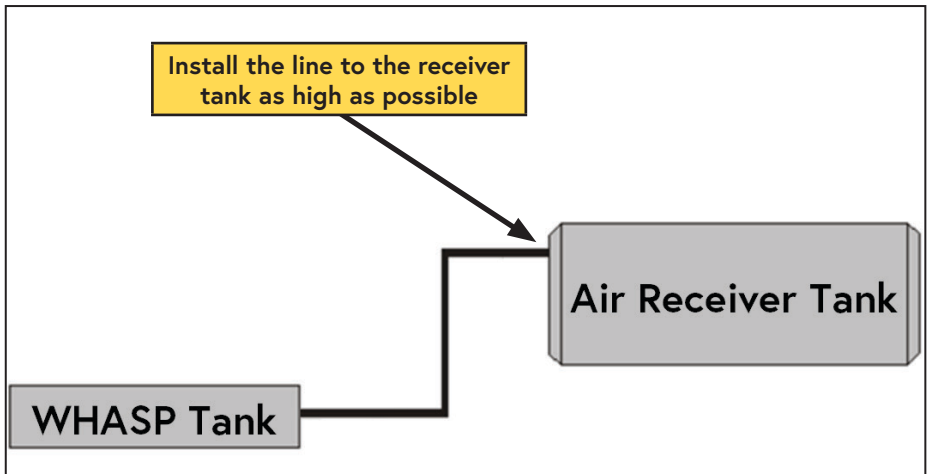 Install the line to the receiver
tank as high as possible
Air Receiver Tank
WHASP Tank